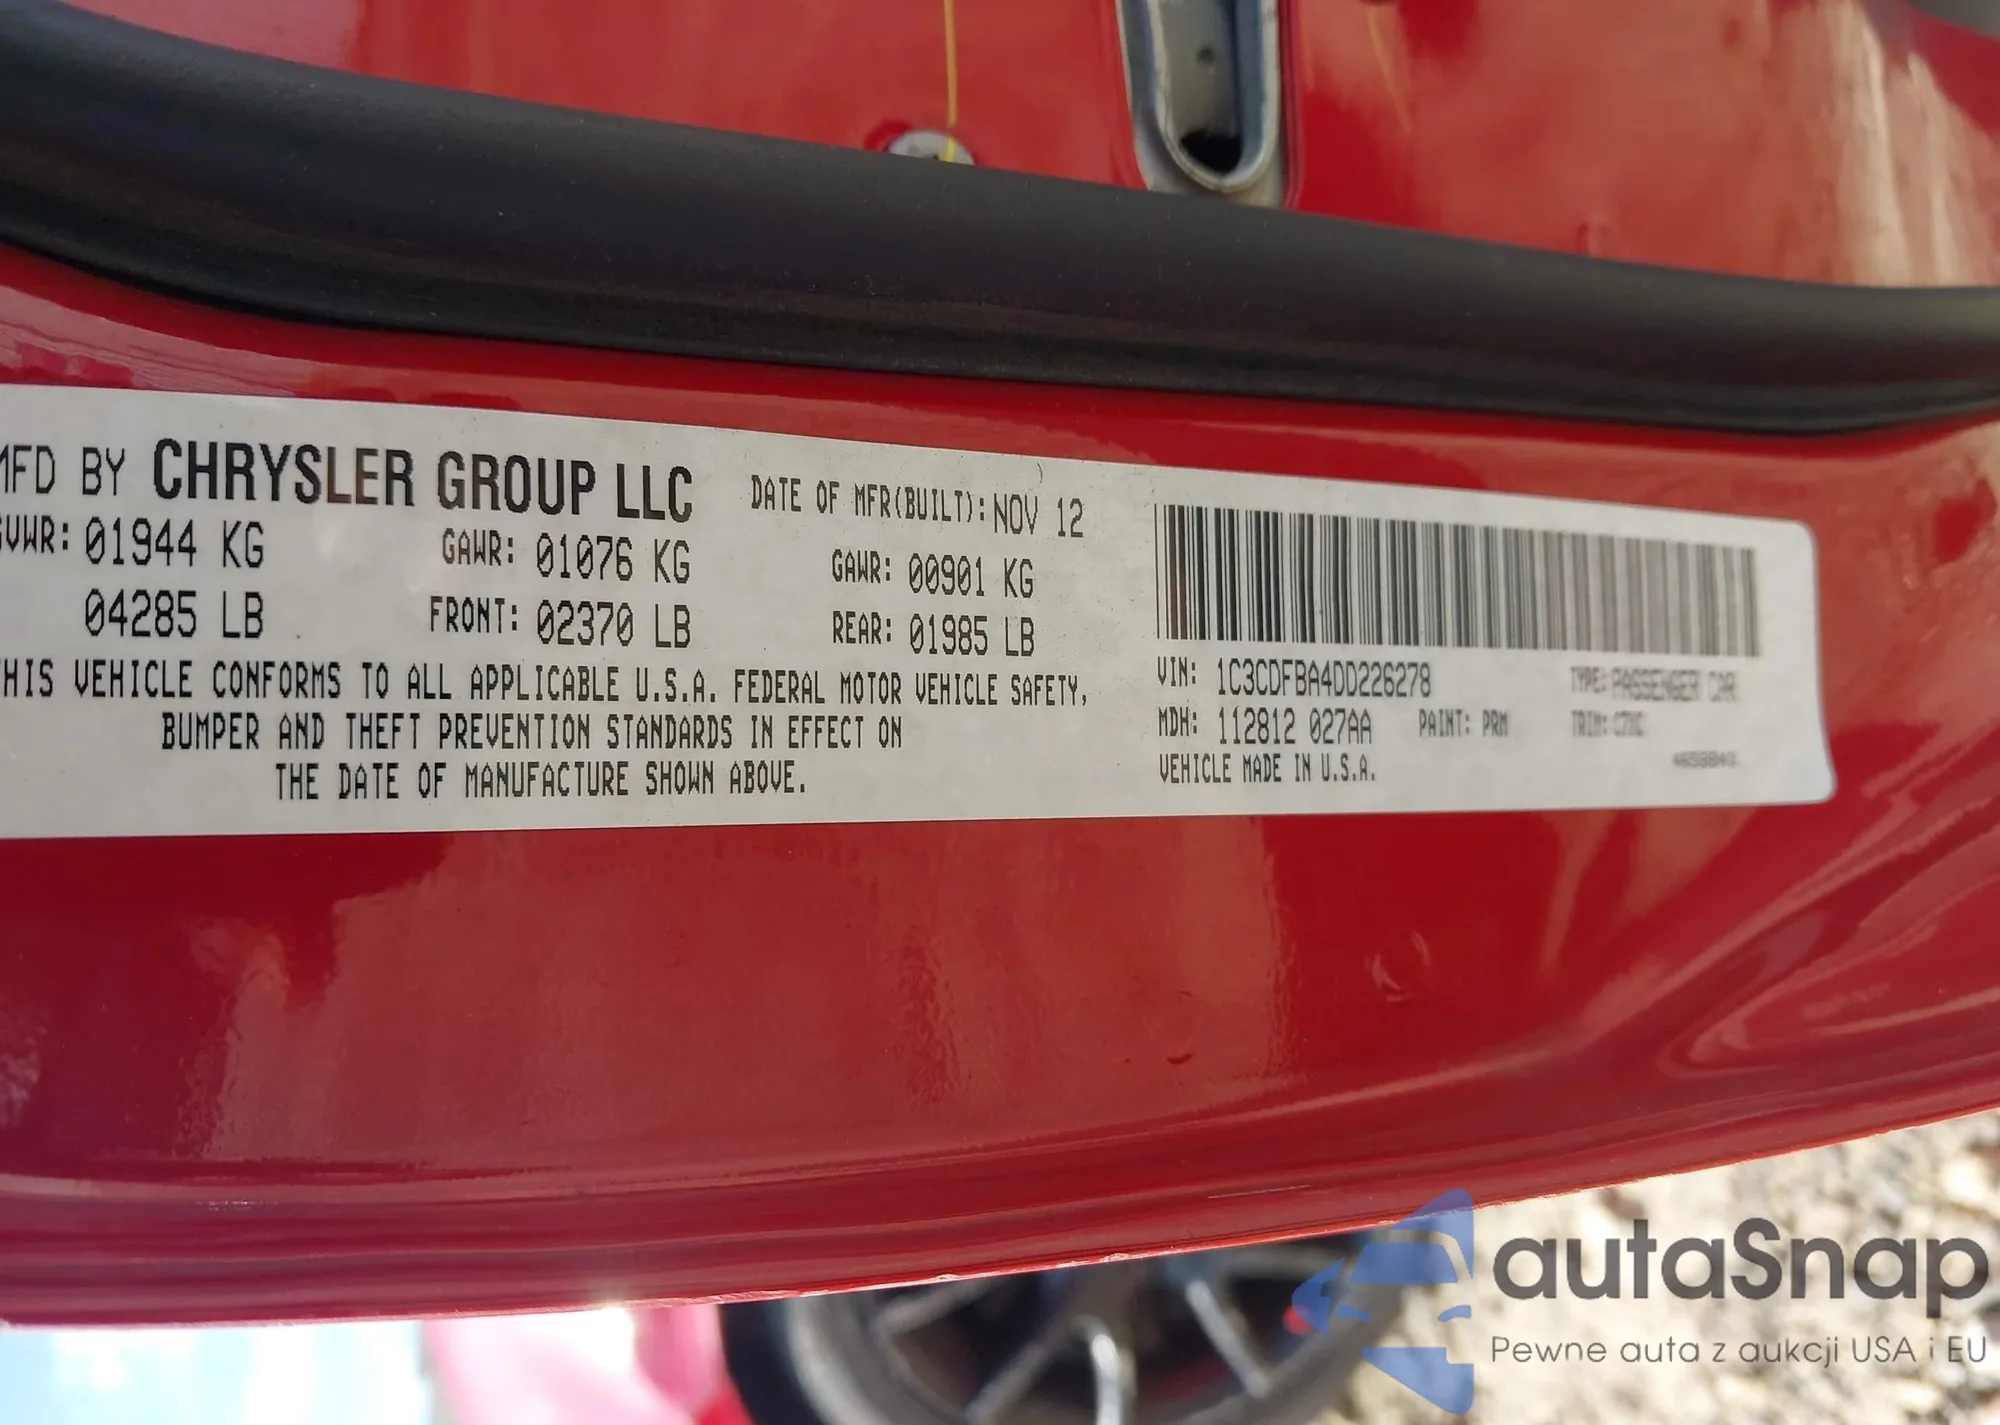 MFD BY CHRYSLER GROUP LLC DATE OF MFR(BUILT): NOV 12
GVWR: 01944 KG GAWR: 01076 KG GAWR: 00901 KG
04285 LB FRONT: 02370 LB REAR: 01985 LB
THIS VEHICLE CONFORMS TO ALL APPLICABLE U.S.A. FEDERAL MOTOR VEHICLE SAFETY,
BUMPER AND THEFT PREVENTION STANDARDS IN EFFECT ON
THE DATE OF MANUFACTURE SHOWN ABOVE.
VIN: 1C3CDFBA4DD226278 TYPE: PASSENGER CAR
MDH: 112812 027AA PAINT: PRM TRIM:
VEHICLE MADE IN U.S.A.
autaSnap
Pewne auta z aukcji USA i EU